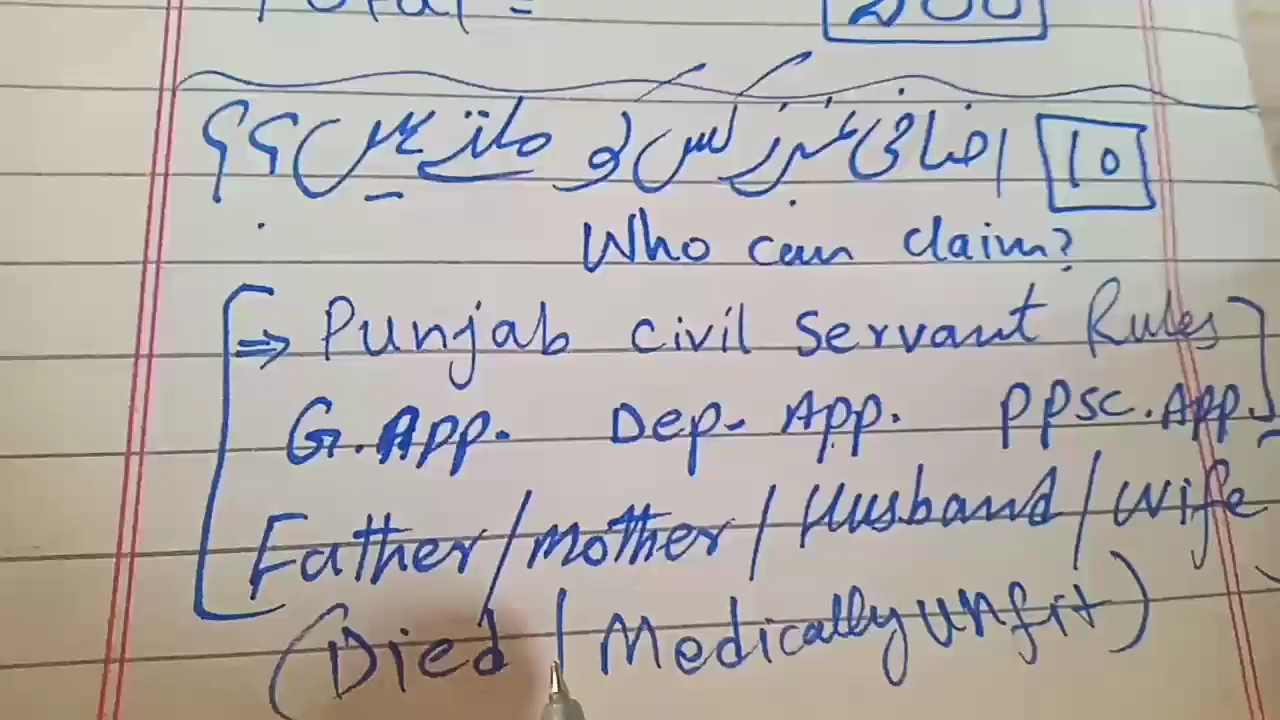 Total = 200
10 اضافی نمبرز کس کو ملتے ہیں؟؟
Who can claim?
⇒ Punjab civil Servant Rules
G.App. Dep. App. PPSC.App.
Father/Mother/Husband/Wife
(Died/Medically unfit)